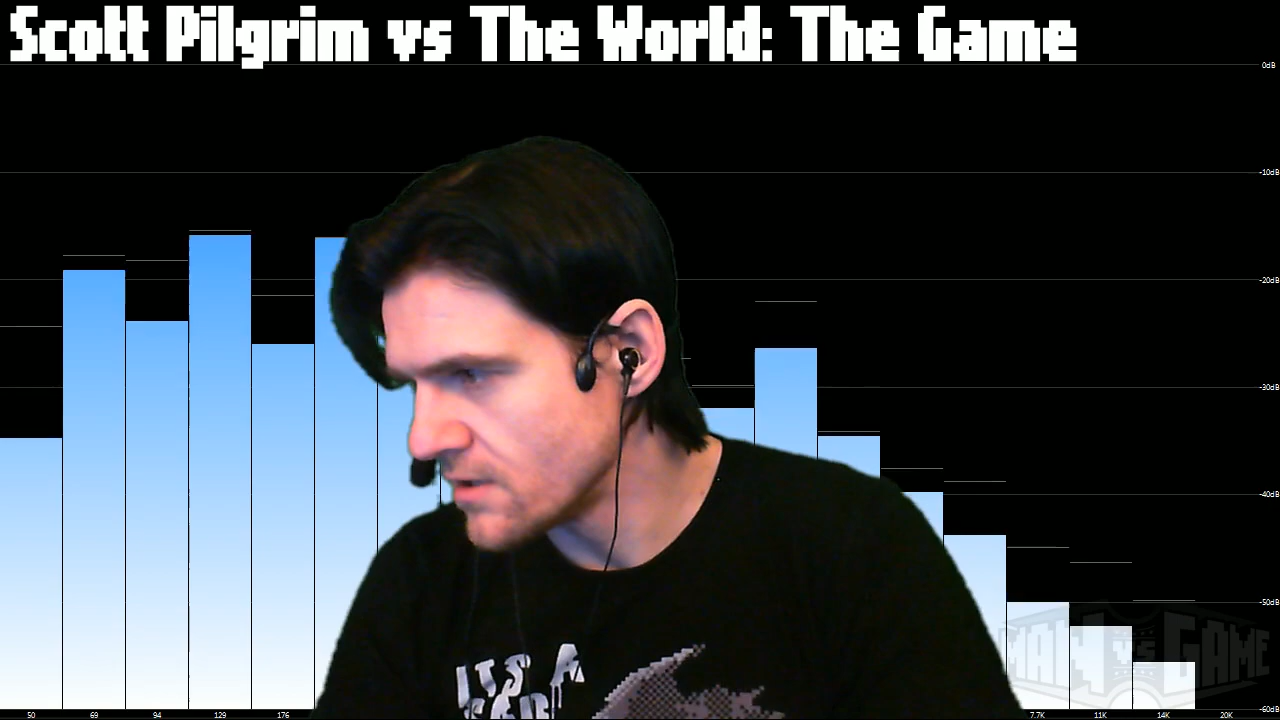 Scott Pilgrim vs The World: The Game
0dB
-10dB
-20dB
-30dB
-40dB
-50dB
MAN vs GAME
IT'S A
-60dB
50 69 94 129 176 7.7K 11K 14K 20K